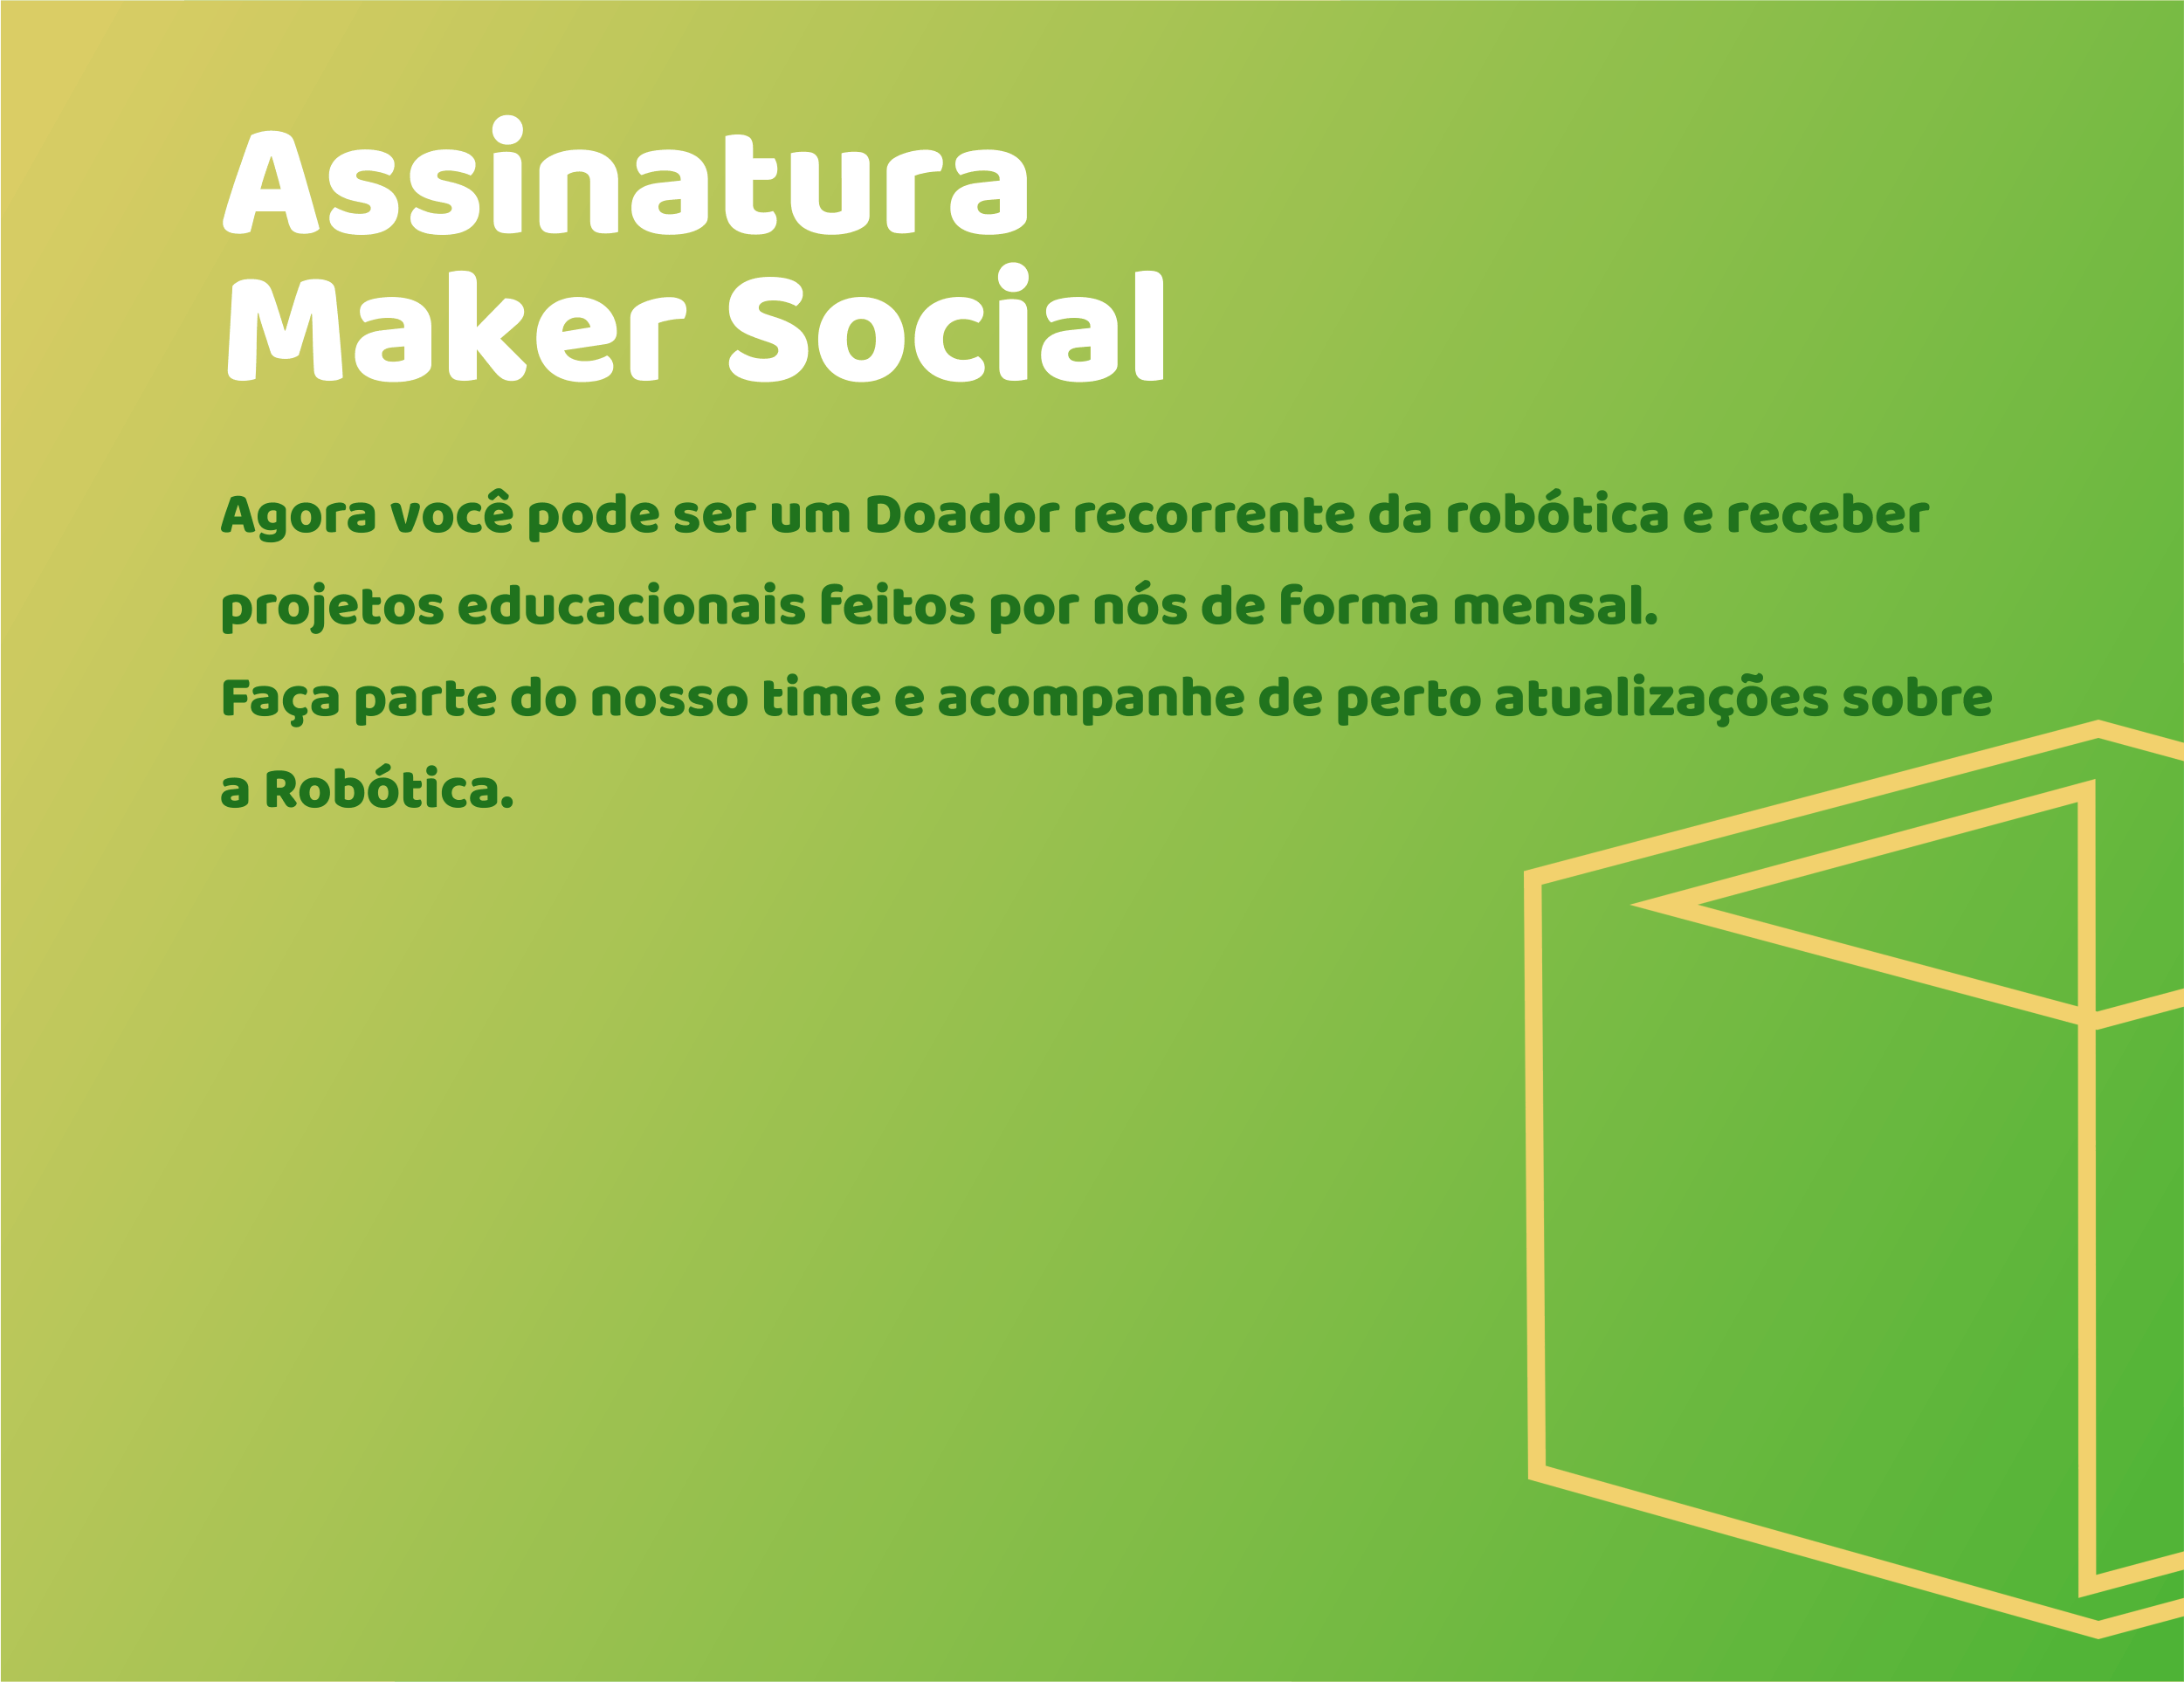 Assinatura
Maker Social
Agora você pode ser um Doador recorrente da robótica e receber
projetos educacionais feitos por nós de forma mensal.
Faça parte do nosso time e acompanhe de perto atualizações sobre
a Robótica.